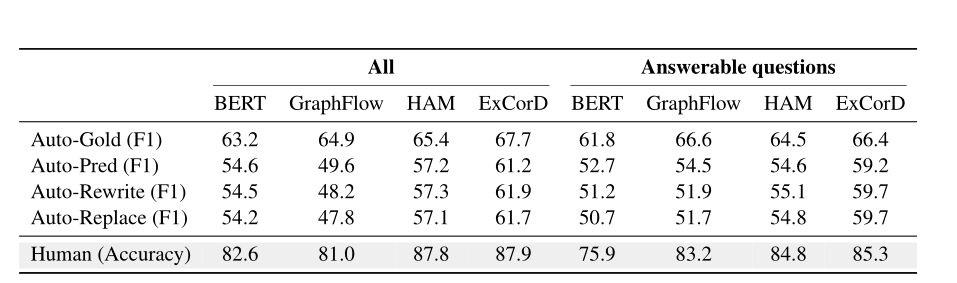 All Answerable questions
BERT GraphFlow HAM ExCorD BERT GraphFlow HAM ExCorD
Auto-Gold (F1) 63.2 64.9 65.4 67.7 61.8 66.6 64.5 66.4
Auto-Pred (F1) 54.6 49.6 57.2 61.2 52.7 54.5 54.6 59.2
Auto-Rewrite (F1) 54.5 48.2 57.3 61.9 51.2 51.9 55.1 59.7
Auto-Replace (F1) 54.2 47.8 57.1 61.7 50.7 51.7 54.8 59.7
Human (Accuracy) 82.6 81.0 87.8 87.9 75.9 83.2 84.8 85.3